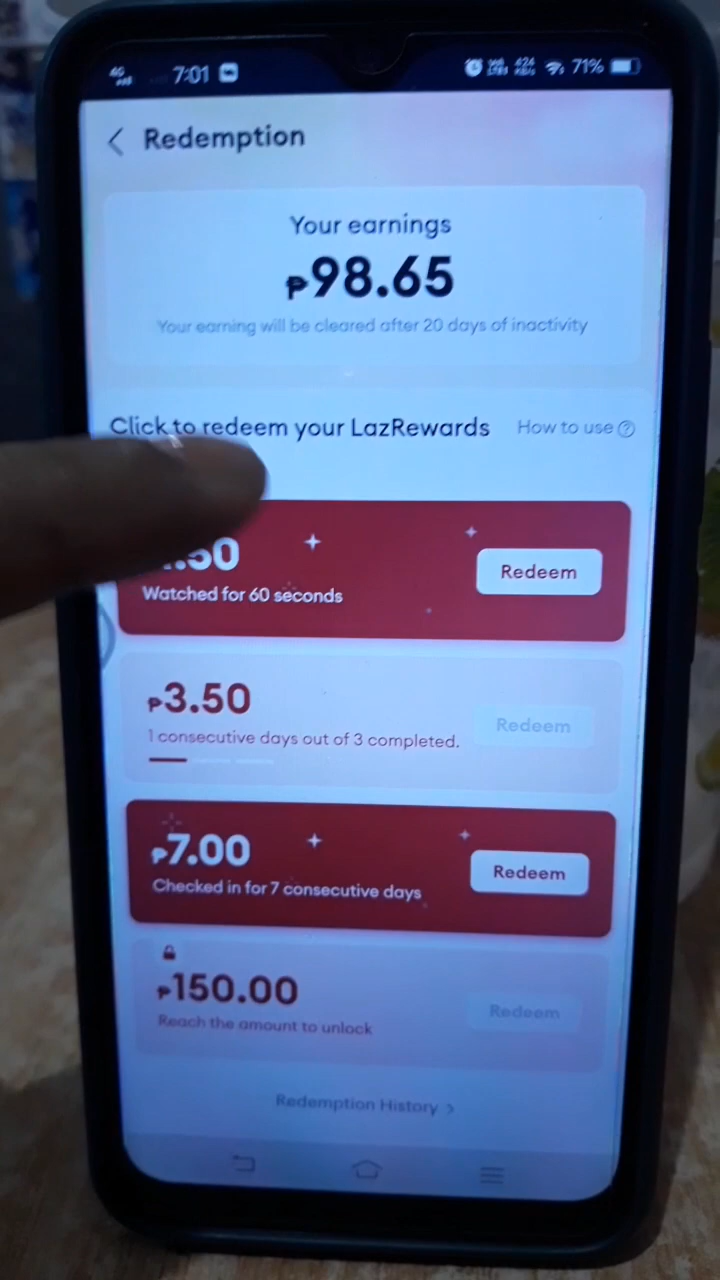 7:01
71%
Redemption
Your earnings
₱98.65
Your earning will be cleared after 20 days of inactivity
Click to redeem your LazRewards
How to use
.50
Redeem
Watched for 60 seconds
₱3.50
Redeem
1 consecutive days out of 3 completed.
₱7.00
Redeem
Checked in for 7 consecutive days
₱150.00
Redeem
Reach the amount to unlock
Redemption History >